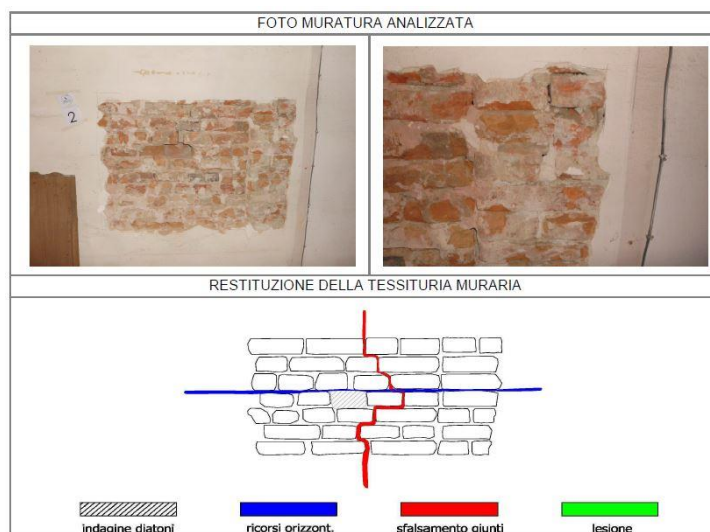 FOTO MURATURA ANALIZZATA
2
RESTITUZIONE DELLA TESSITURIA MURARIA
indagine diatoni
ricorsi orizzont.
sfalsamento giunti
lesione